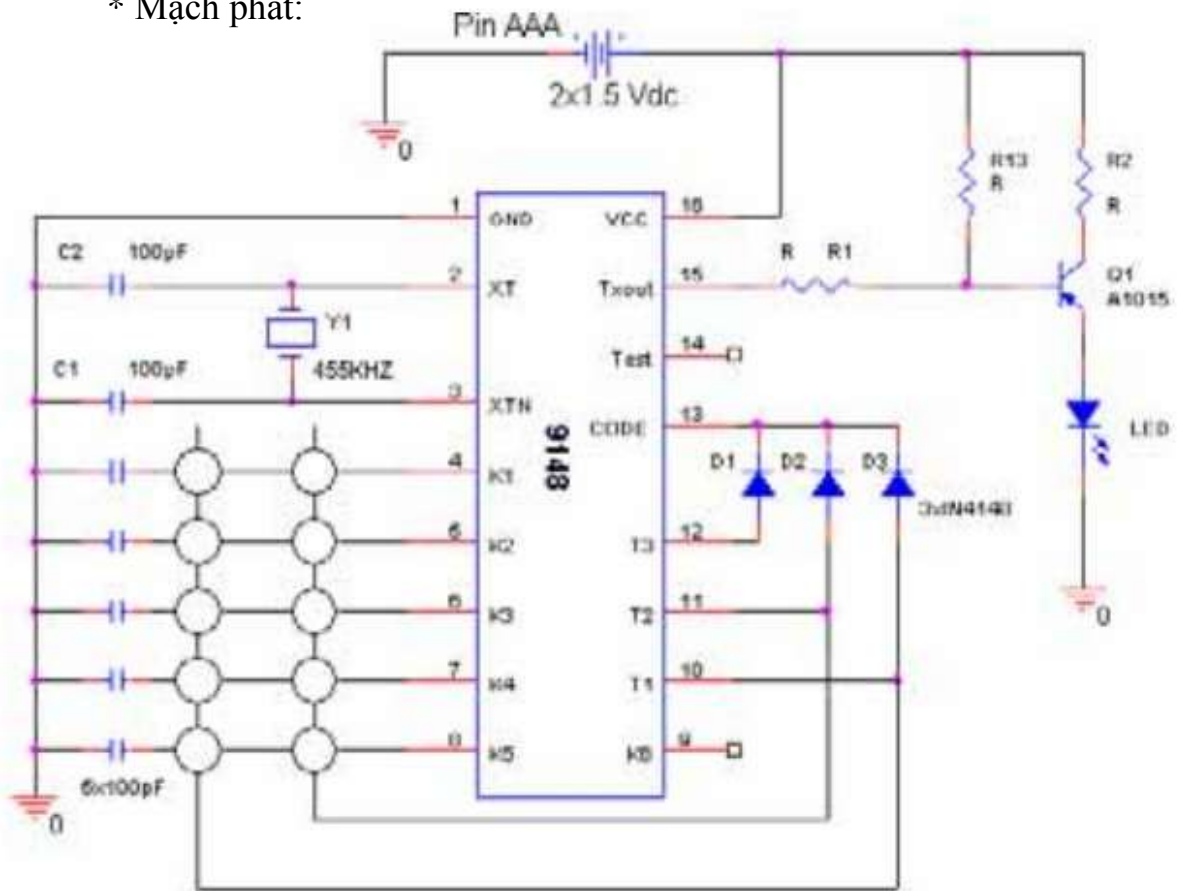 * Mạch phát:
Pin AAA
2x1.5 Vdc
0
R13
R
R2
R
1
GND
VCC
16
C2
100pF
2
XT
Txout
15
R
R1
Q1
A1015
Y1
455KHZ
Test
14
C1
100pF
3
XTN
CODE
13
LED
9148
4
K1
D1
D2
D3
5
K2
T3
12
6
K3
T2
11
7
K4
T1
10
8
K5
K6
9
6x100pF
0
0